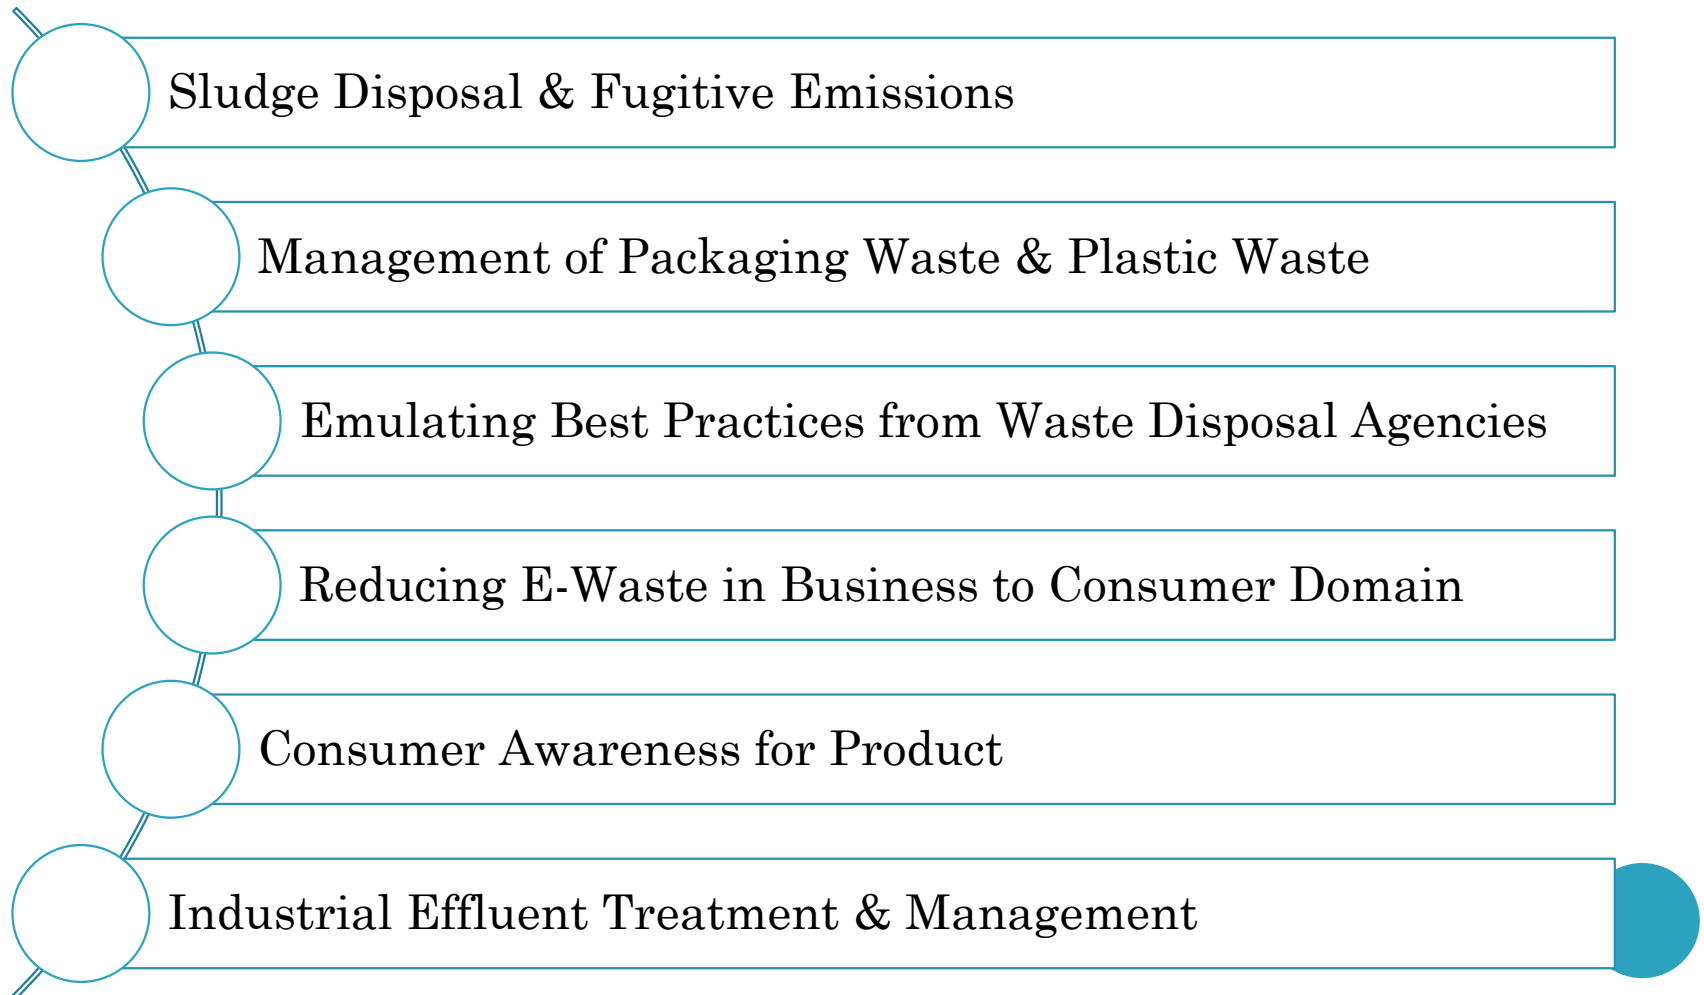 Sludge Disposal & Fugitive Emissions
Management of Packaging Waste & Plastic Waste
Emulating Best Practices from Waste Disposal Agencies
Reducing E-Waste in Business to Consumer Domain
Consumer Awareness for Product
Industrial Effluent Treatment & Management